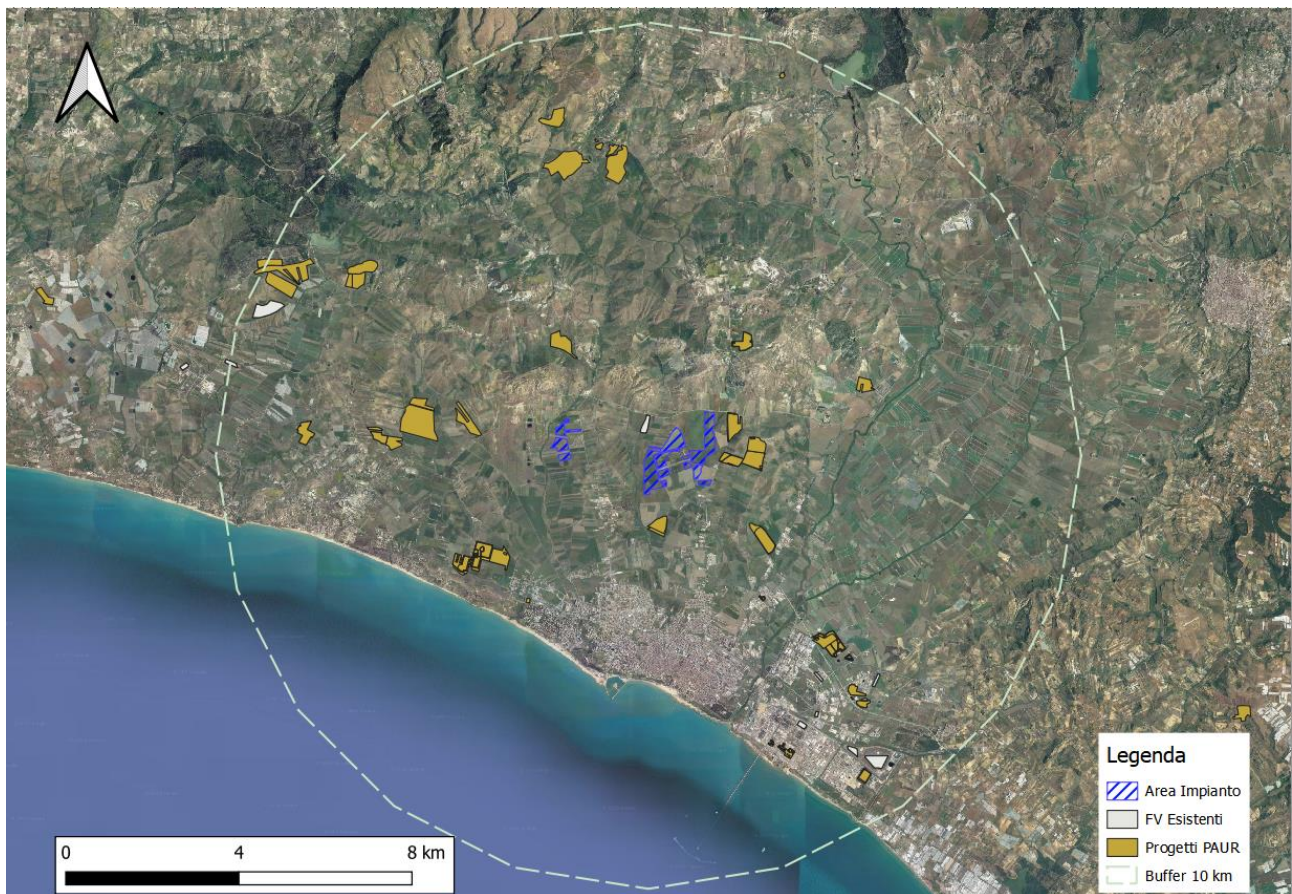 Legenda
Area Impianto
FV Esistenti
Progetti PAUR
Buffer 10 km
0 4 8 km